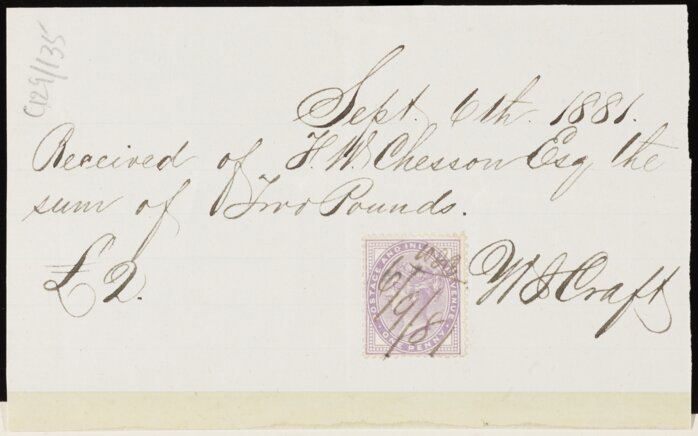 C129/135
Sept. 6th. 1881.
Received of F. W. Chesson Esq the
sum of Two Pounds.
£2.
W S Craft
POSTAGE AND INLAND REVENUE
ONE PENNY
6/9/81